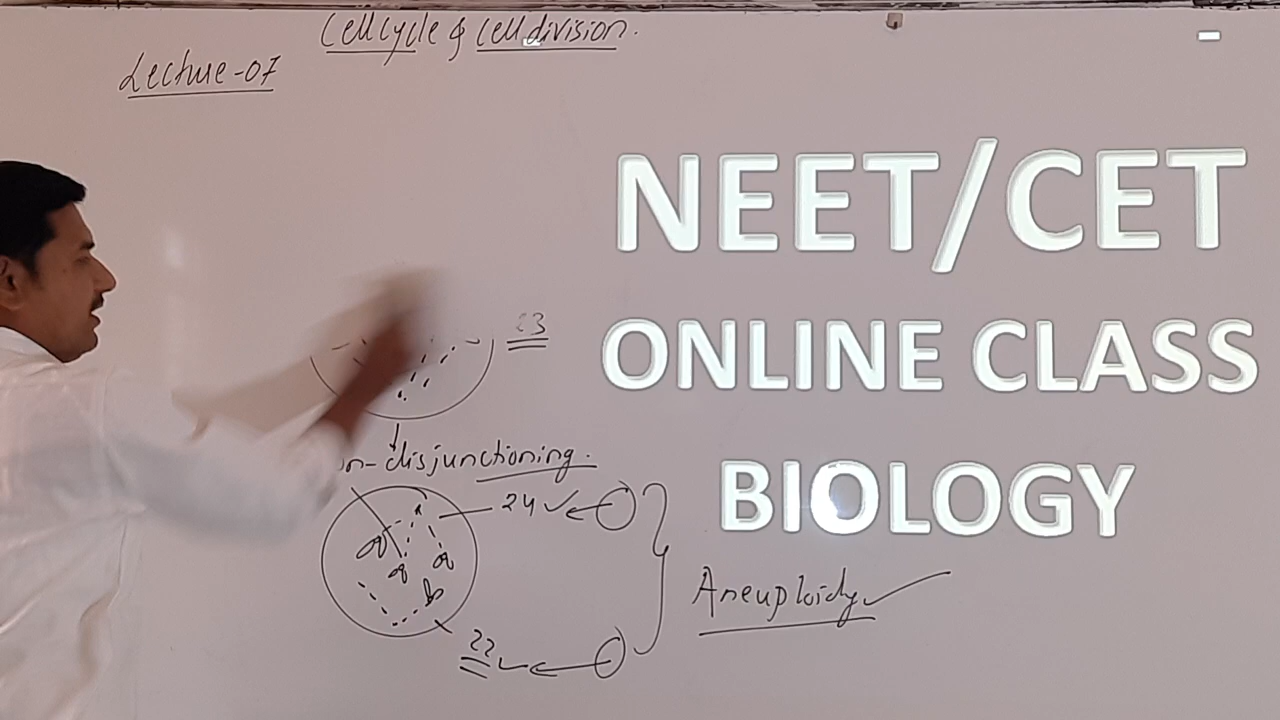 Cell cycle & Cell division.
Lecture-07
NEET/CET
ONLINE CLASS
BIOLOGY
23
n-disjunctioning.
24
Aneuploidy
22